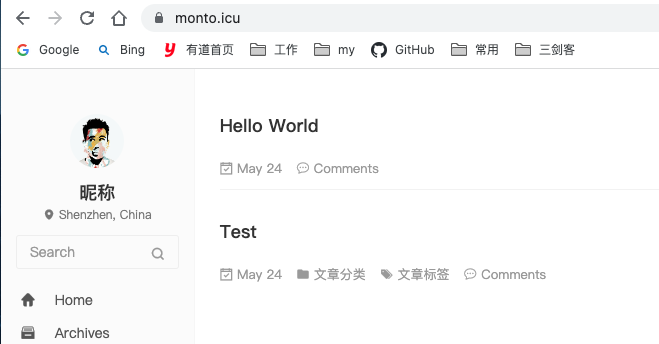 monto.icu
Google Bing 有道首页 工作 my GitHub 常用 三剑客
昵称
Shenzhen, China
Search
Home
Archives
Hello World
May 24 Comments
Test
May 24 文章分类 文章标签 Comments